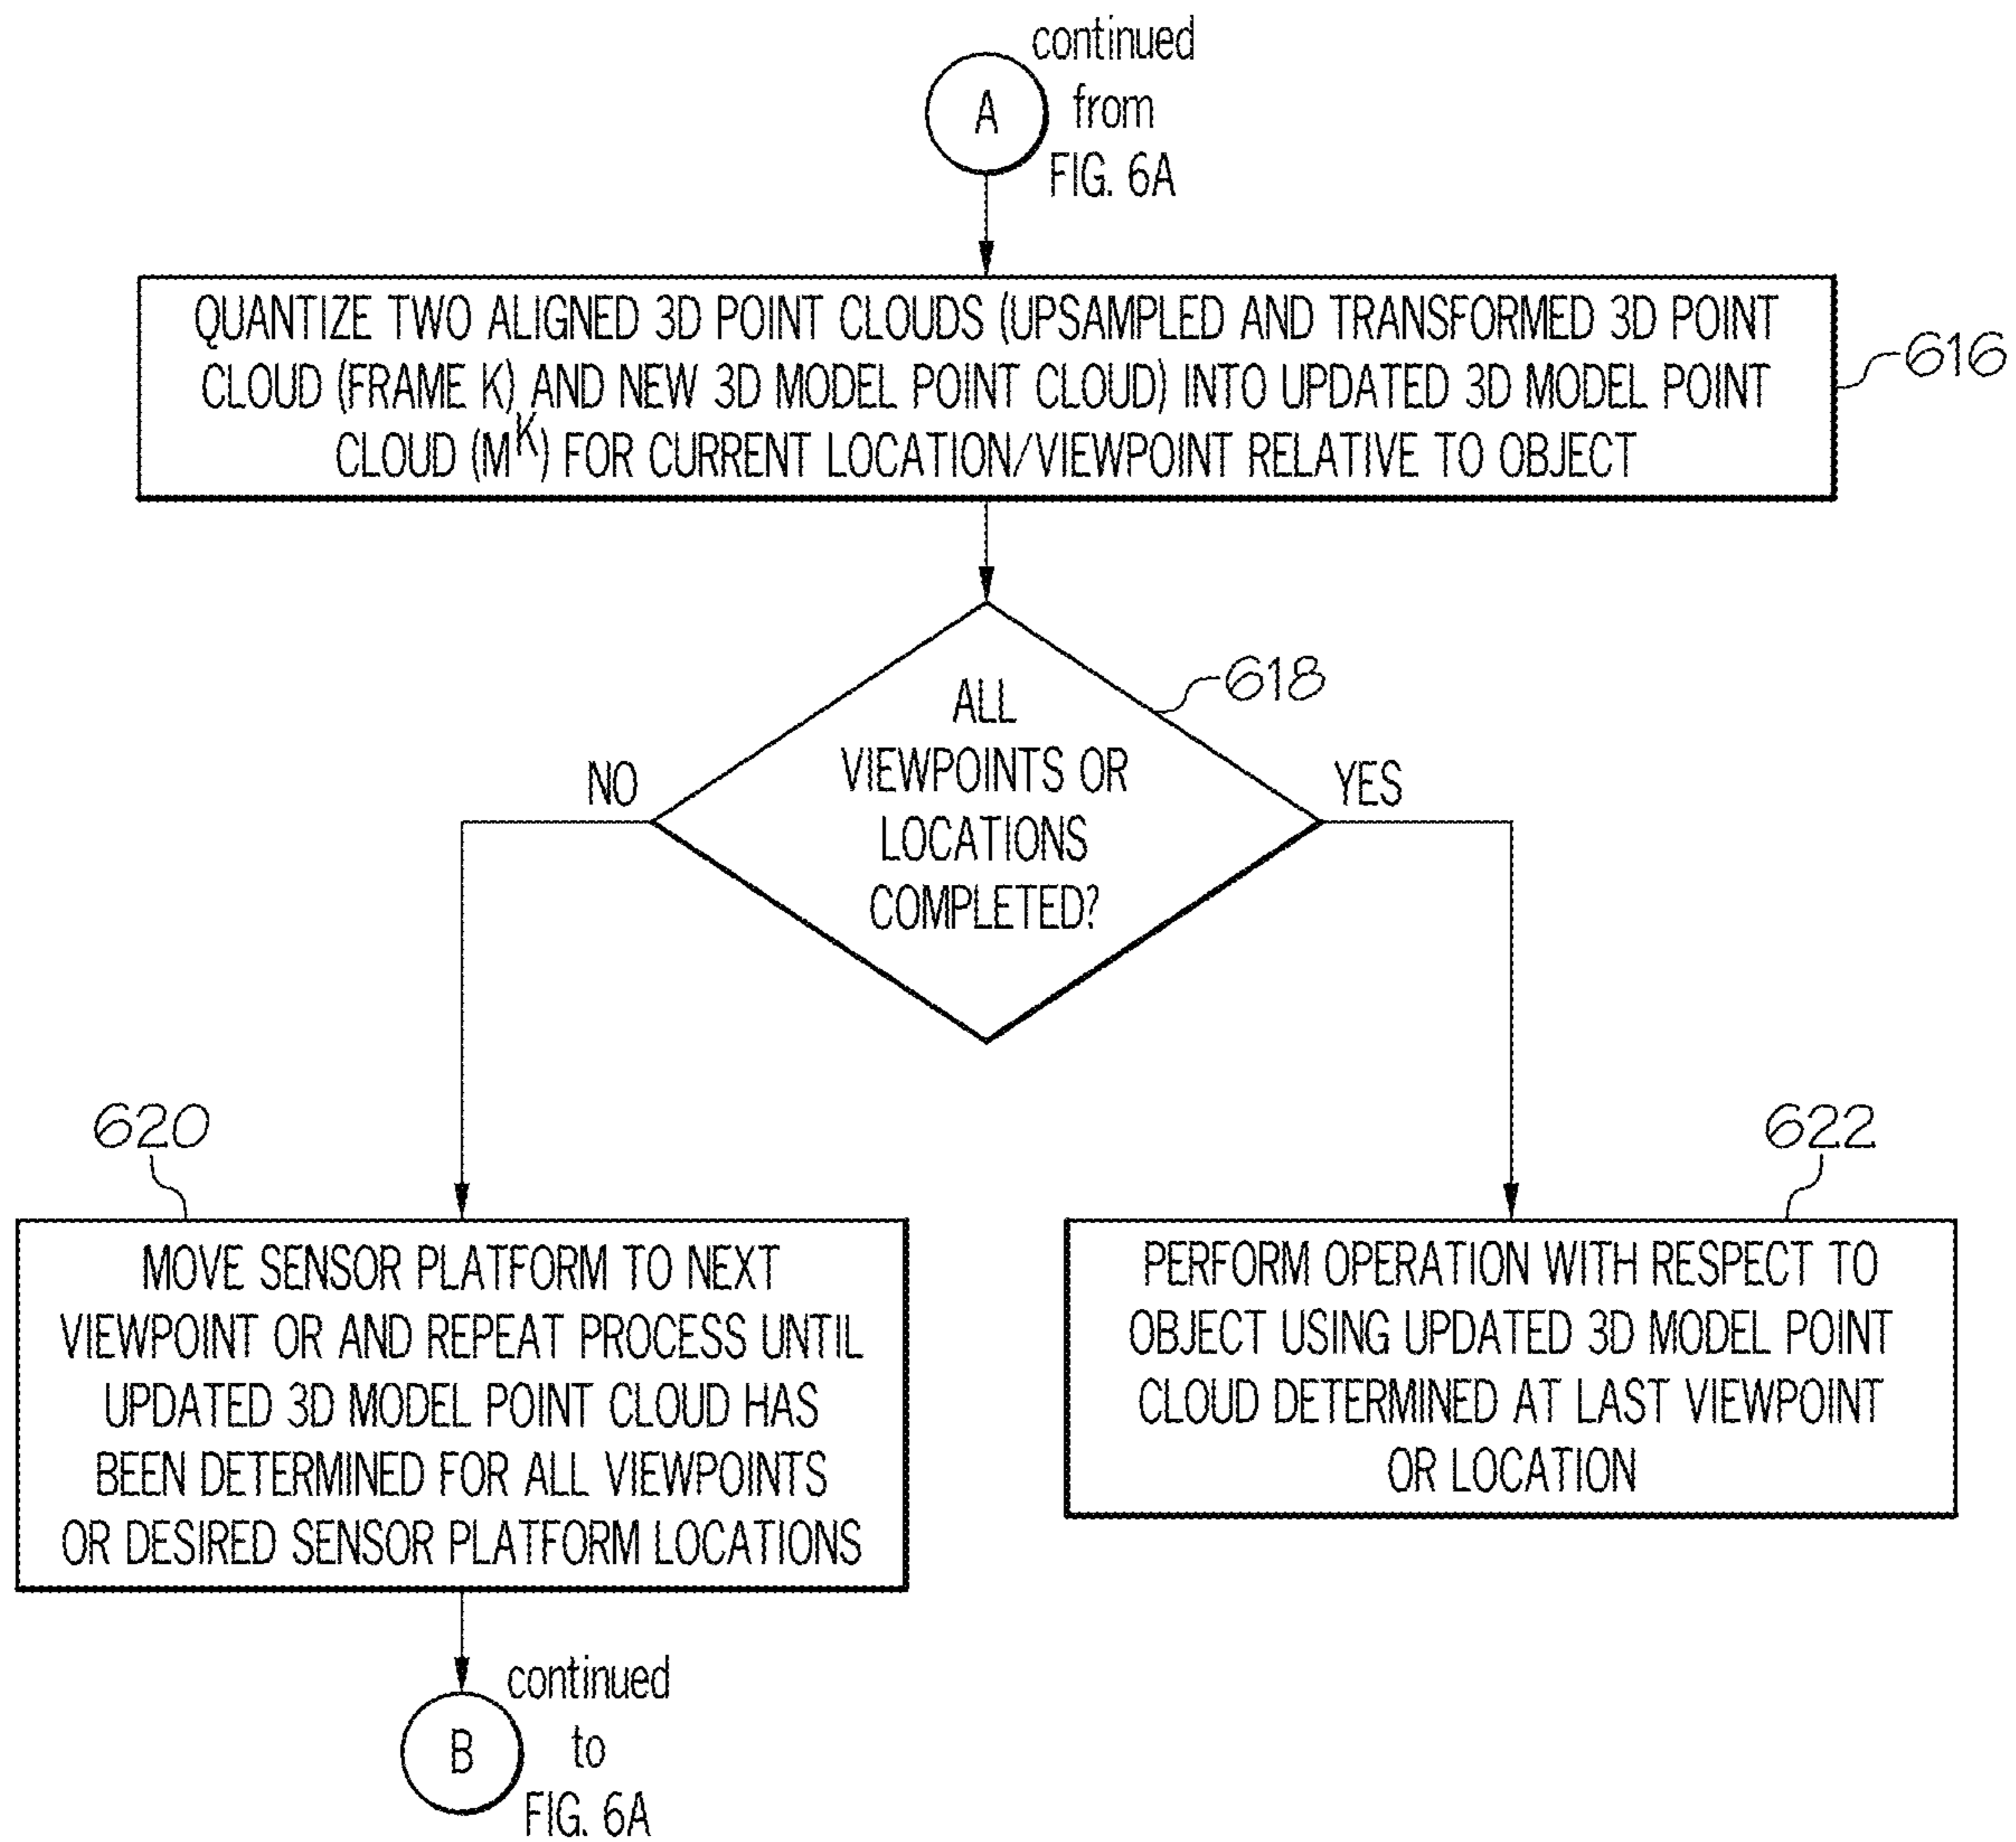 continued
from
FIG. 6A
A
QUANTIZE TWO ALIGNED 3D POINT CLOUDS (UPSAMPLED AND TRANSFORMED 3D POINT
CLOUD (FRAME K) AND NEW 3D MODEL POINT CLOUD) INTO UPDATED 3D MODEL POINT
CLOUD (M^K) FOR CURRENT LOCATION/VIEWPOINT RELATIVE TO OBJECT
616
ALL
VIEWPOINTS OR
LOCATIONS
COMPLETED?
618
NO
YES
620
MOVE SENSOR PLATFORM TO NEXT
VIEWPOINT OR AND REPEAT PROCESS UNTIL
UPDATED 3D MODEL POINT CLOUD HAS
BEEN DETERMINED FOR ALL VIEWPOINTS
OR DESIRED SENSOR PLATFORM LOCATIONS
622
PERFORM OPERATION WITH RESPECT TO
OBJECT USING UPDATED 3D MODEL POINT
CLOUD DETERMINED AT LAST VIEWPOINT
OR LOCATION
B
continued
to
FIG. 6A